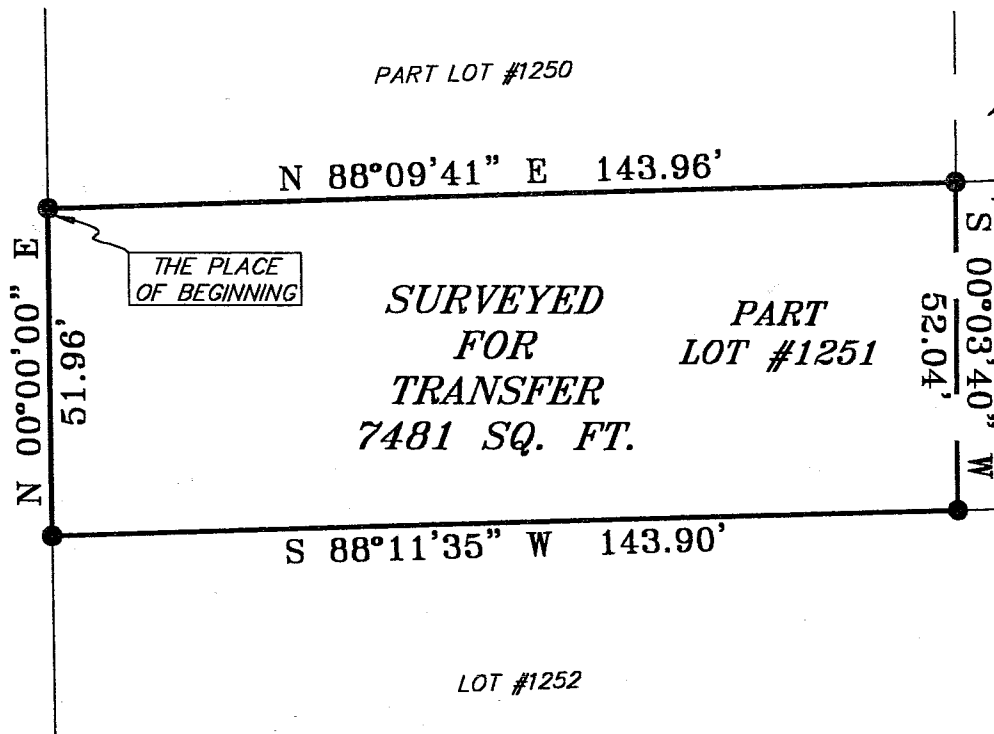 PART LOT #1250
N 88°09'41" E 143.96'
THE PLACE
OF BEGINNING
N 00°00'00" E
51.96'
SURVEYED
FOR
TRANSFER
7481 SQ. FT.
PART
LOT #1251
S 00°03'40" W
52.04'
S 88°11'35" W 143.90'
LOT #1252